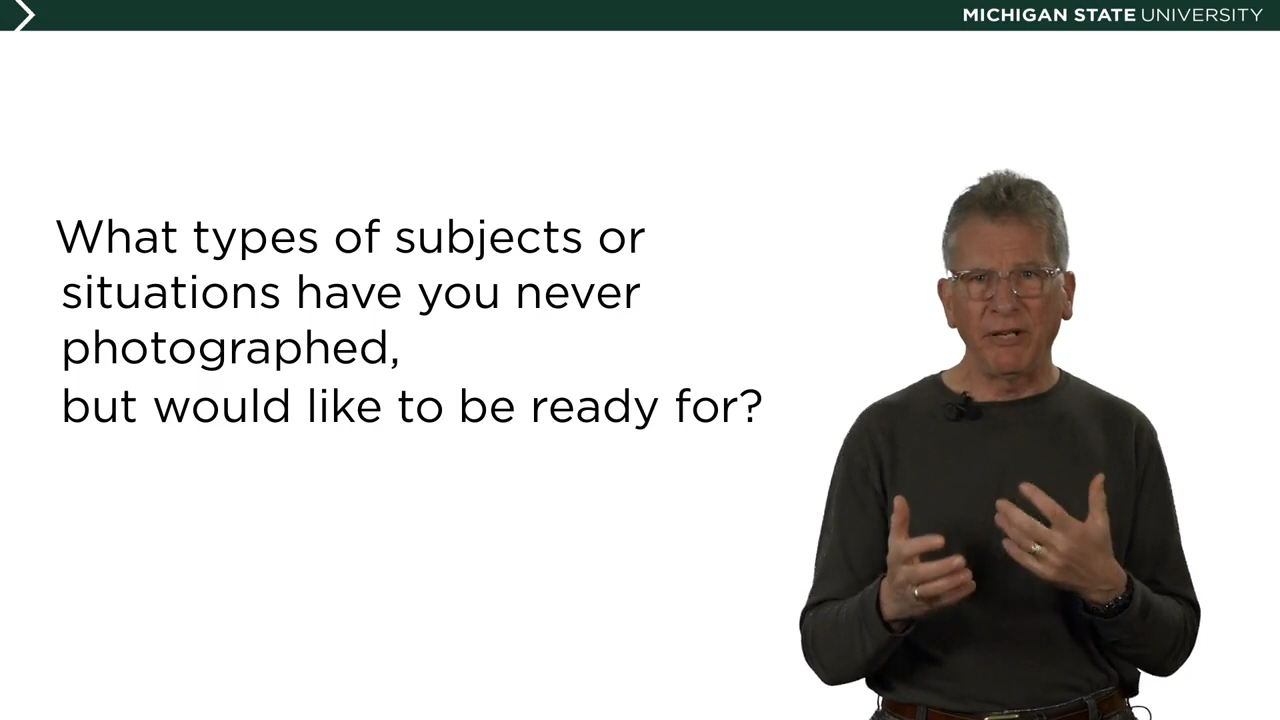 MICHIGAN STATE UNIVERSITY
What types of subjects or
situations have you never
photographed,
but would like to be ready for?